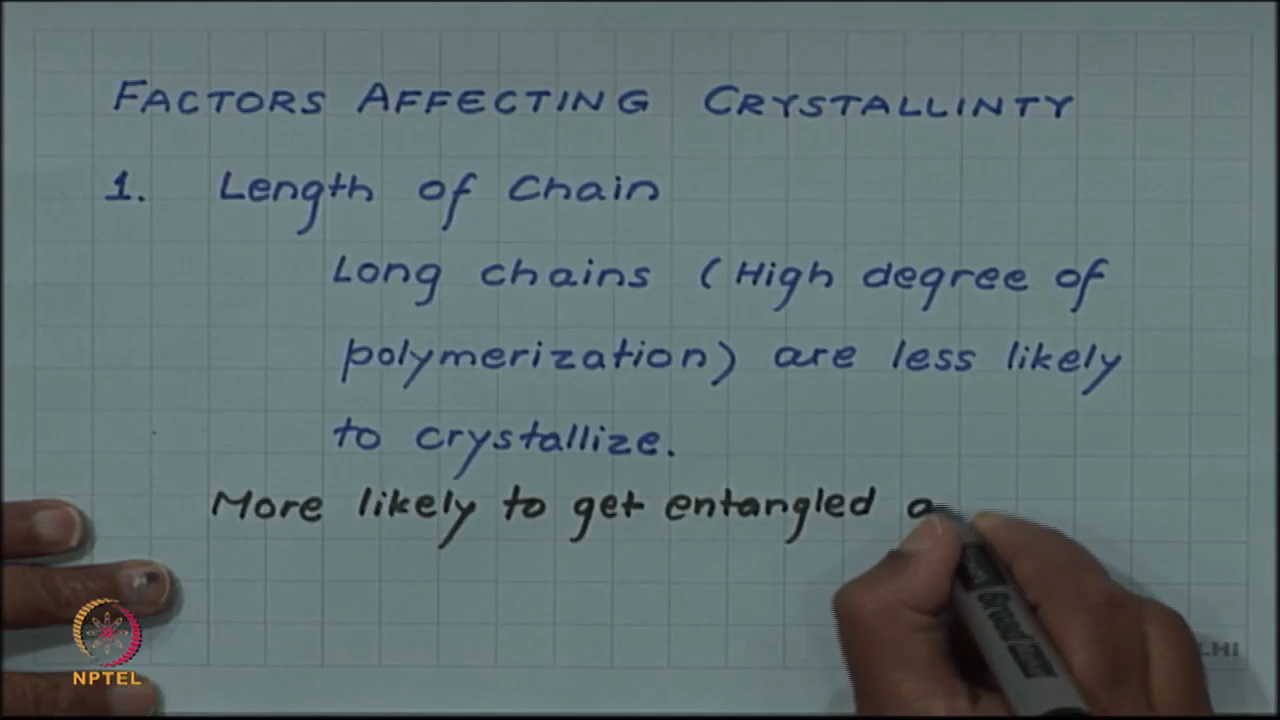 FACTORS AFFECTING CRYSTALLINTY
1. Length of Chain
Long chains (High degree of
polymerization) are less likely
to crystallize.
More likely to get entangled a
NPTEL